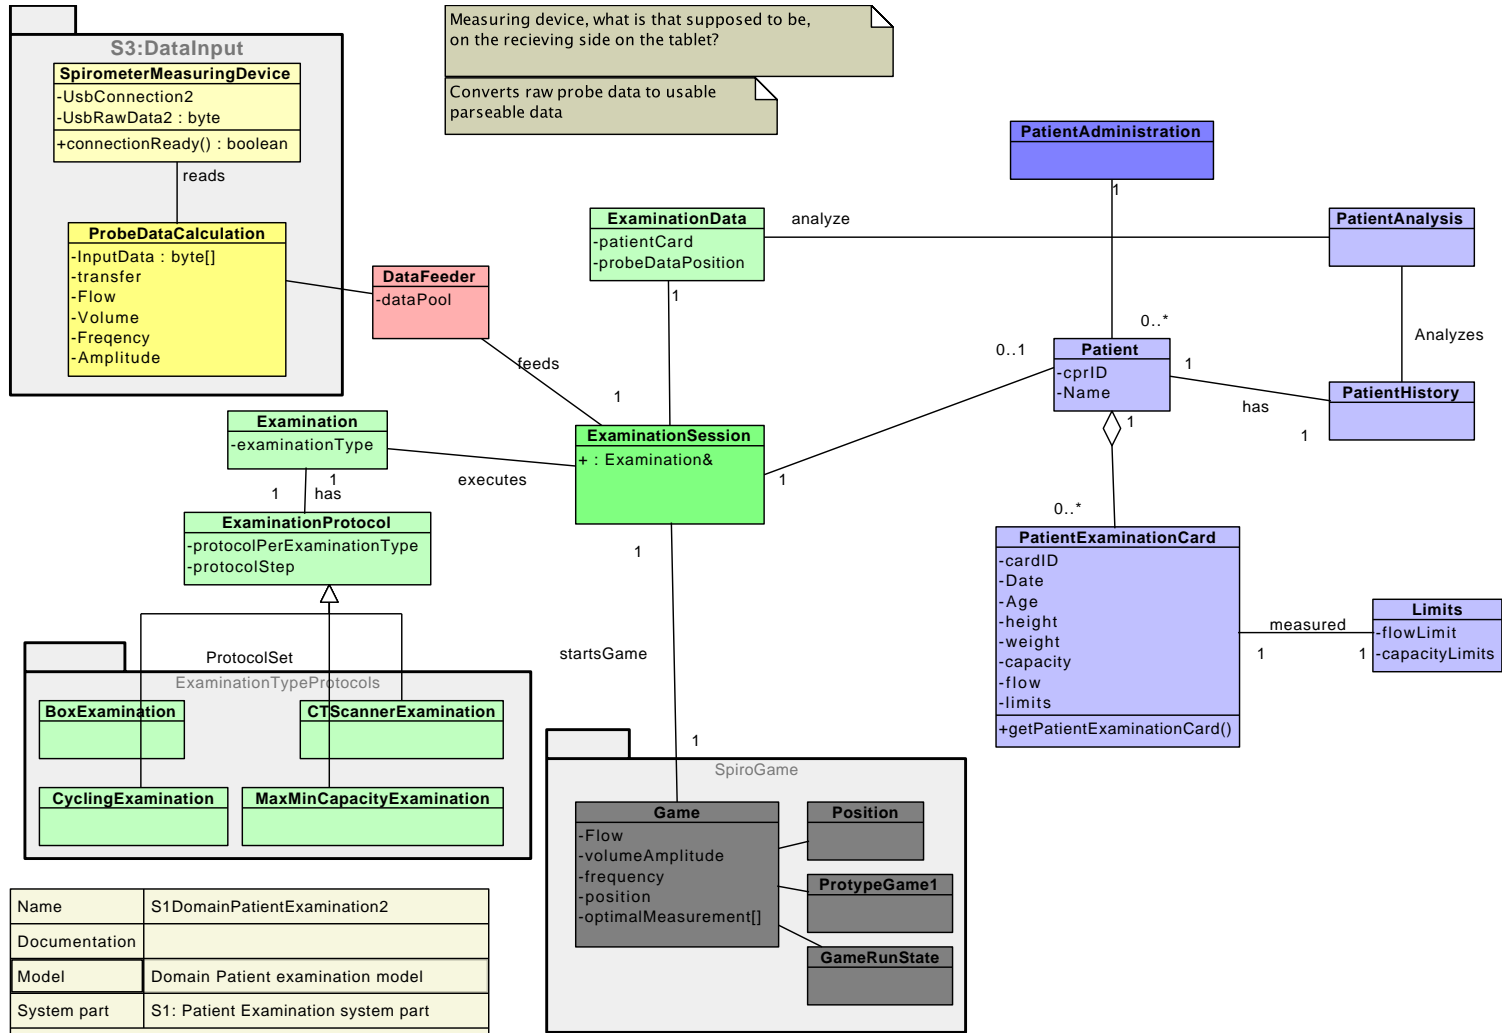 Measuring device, what is that supposed to be,
on the recieving side on the tablet?
Converts raw probe data to usable
parseable data
S3:DataInput
SpirometerMeasuringDevice
-UsbConnection2
-UsbRawData2 : byte
+connectionReady() : boolean
reads
ProbeDataCalculation
-InputData : byte[]
-transfer
-Flow
-Volume
-Freqency
-Amplitude
DataFeeder
-dataPool
feeds
1
ExaminationData
-patientCard
-probeDataPosition
1
analyze
PatientAdministration
1
PatientAnalysis
Analyzes
0..*
0..1
Patient
-cprID
-Name
1
has
1
PatientHistory
1
0..*
Examination
-examinationType
1
executes
ExaminationSession
+ : Examination&
1
1
1 has
ExaminationProtocol
-protocolPerExaminationType
-protocolStep
PatientExaminationCard
-cardID
-Date
-Age
-height
-weight
-capacity
-flow
-limits
+getPatientExaminationCard()
measured
1
1
Limits
-flowLimit
-capacityLimits
ProtocolSet
ExaminationTypeProtocols
BoxExamination
CTScannerExamination
CyclingExamination
MaxMinCapacityExamination
startsGame
1
SpiroGame
Game
-Flow
-volumeAmplitude
-frequency
-position
-optimalMeasurement[]
Position
ProtypeGame1
GameRunState
Name S1DomainPatientExamination2
Documentation
Model Domain Patient examination model
System part S1: Patient Examination system part